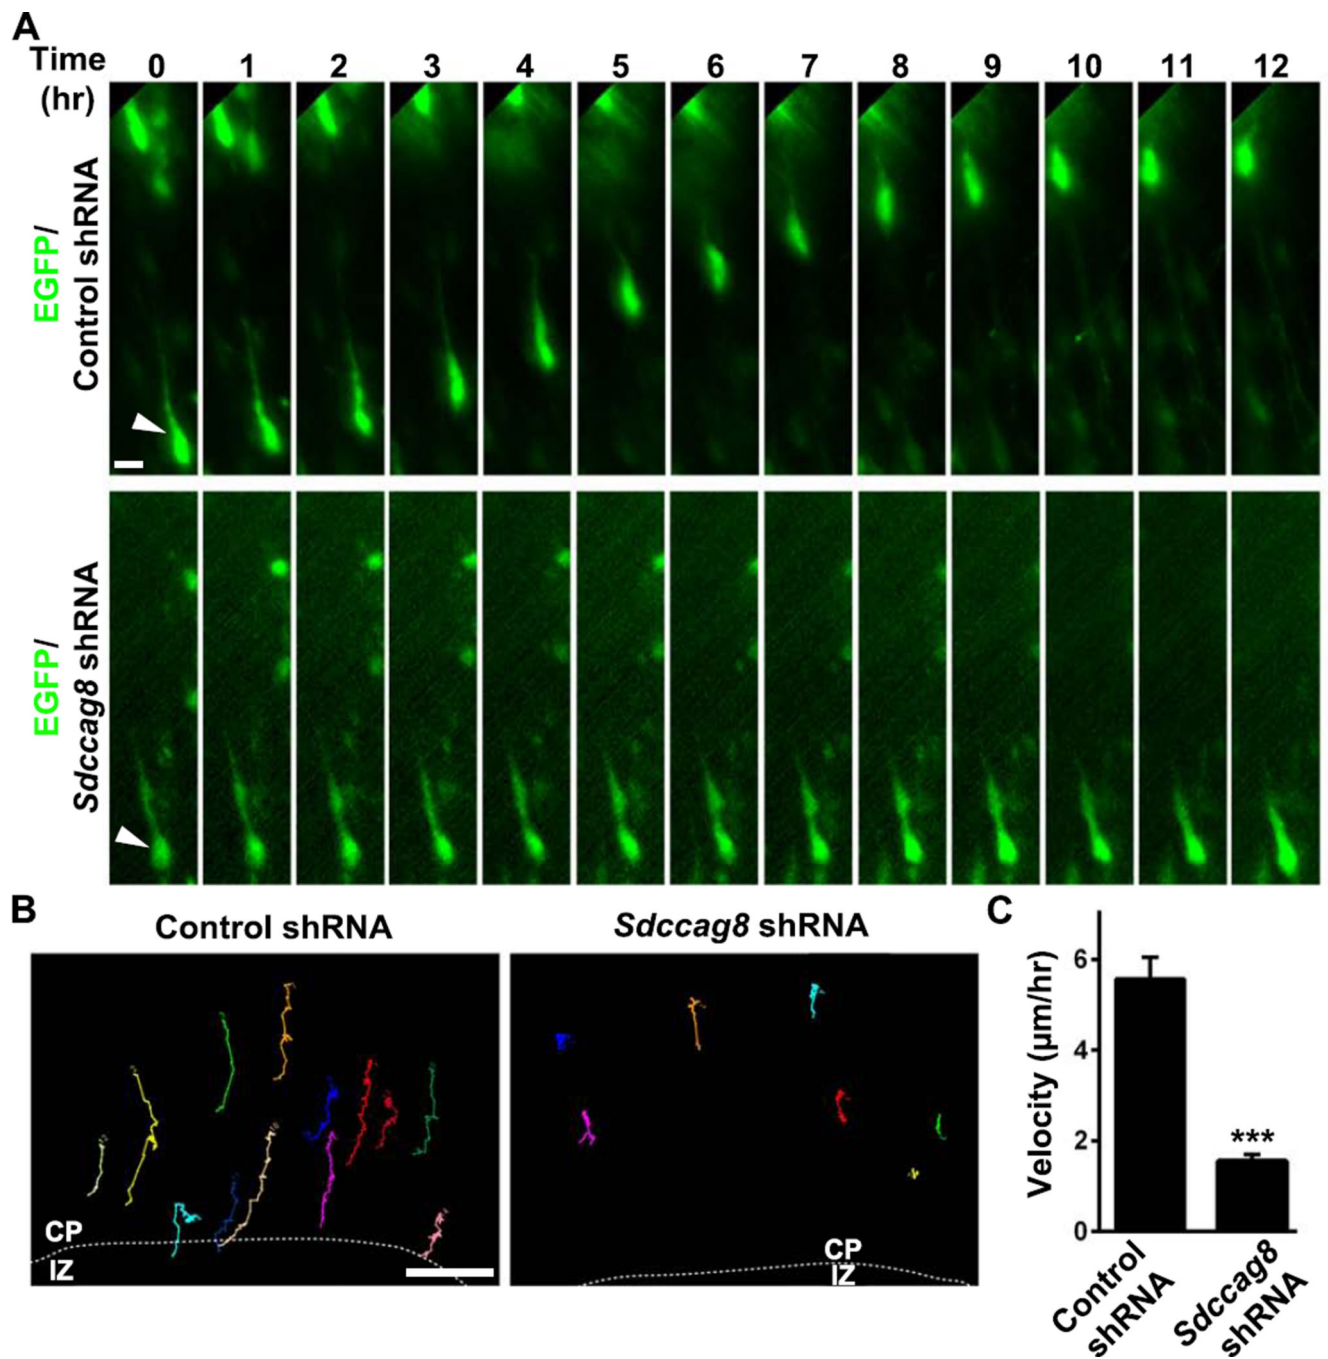 A
Time
(hr)
0 1 2 3 4 5 6 7 8 9 10 11 12
EGFP/
Control shRNA
EGFP/
Sdccag8 shRNA
B
Control shRNA
CP
IZ
Sdccag8 shRNA
CP
IZ
C
Velocity (µm/hr)
6
4
2
0
***
Control
shRNA
Sdccag8
shRNA